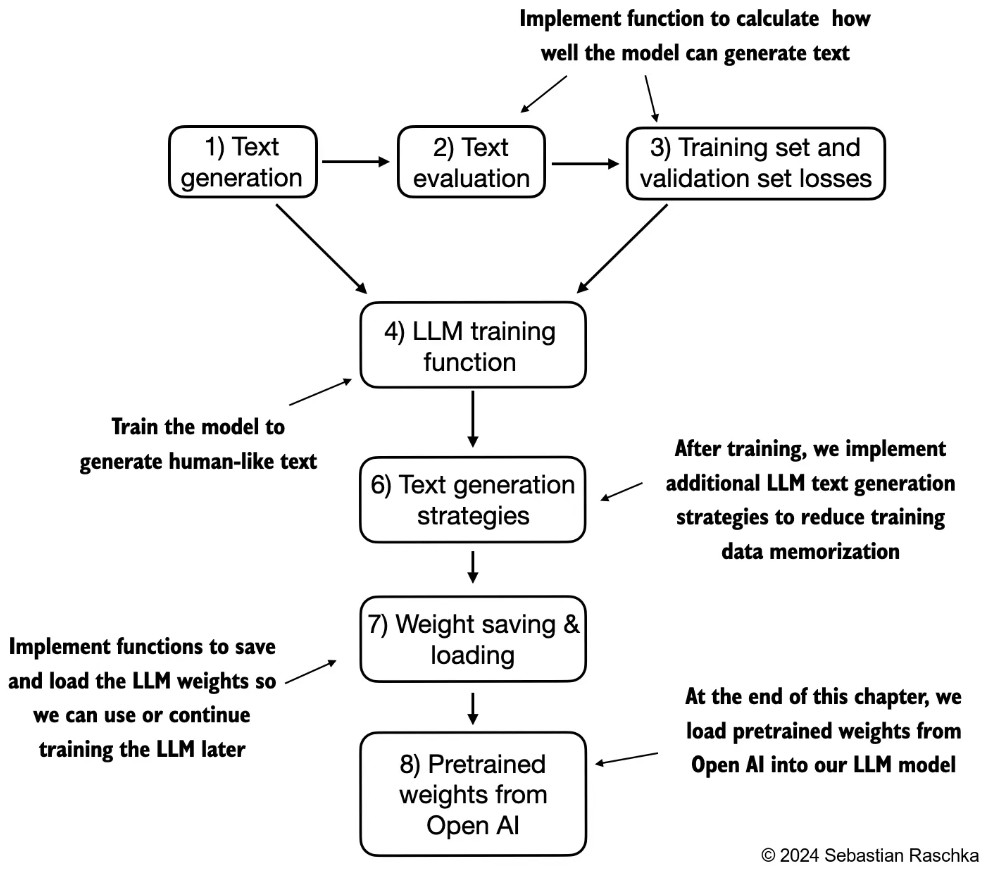 Implement function to calculate how
well the model can generate text
1) Text
generation
2) Text
evaluation
3) Training set and
validation set losses
4) LLM training
function
Train the model to
generate human-like text
6) Text generation
strategies
After training, we implement
additional LLM text generation
strategies to reduce training
data memorization
7) Weight saving &
loading
Implement functions to save
and load the LLM weights so
we can use or continue
training the LLM later
8) Pretrained
weights from
Open AI
At the end of this chapter, we
load pretrained weights from
Open AI into our LLM model
© 2024 Sebastian Raschka